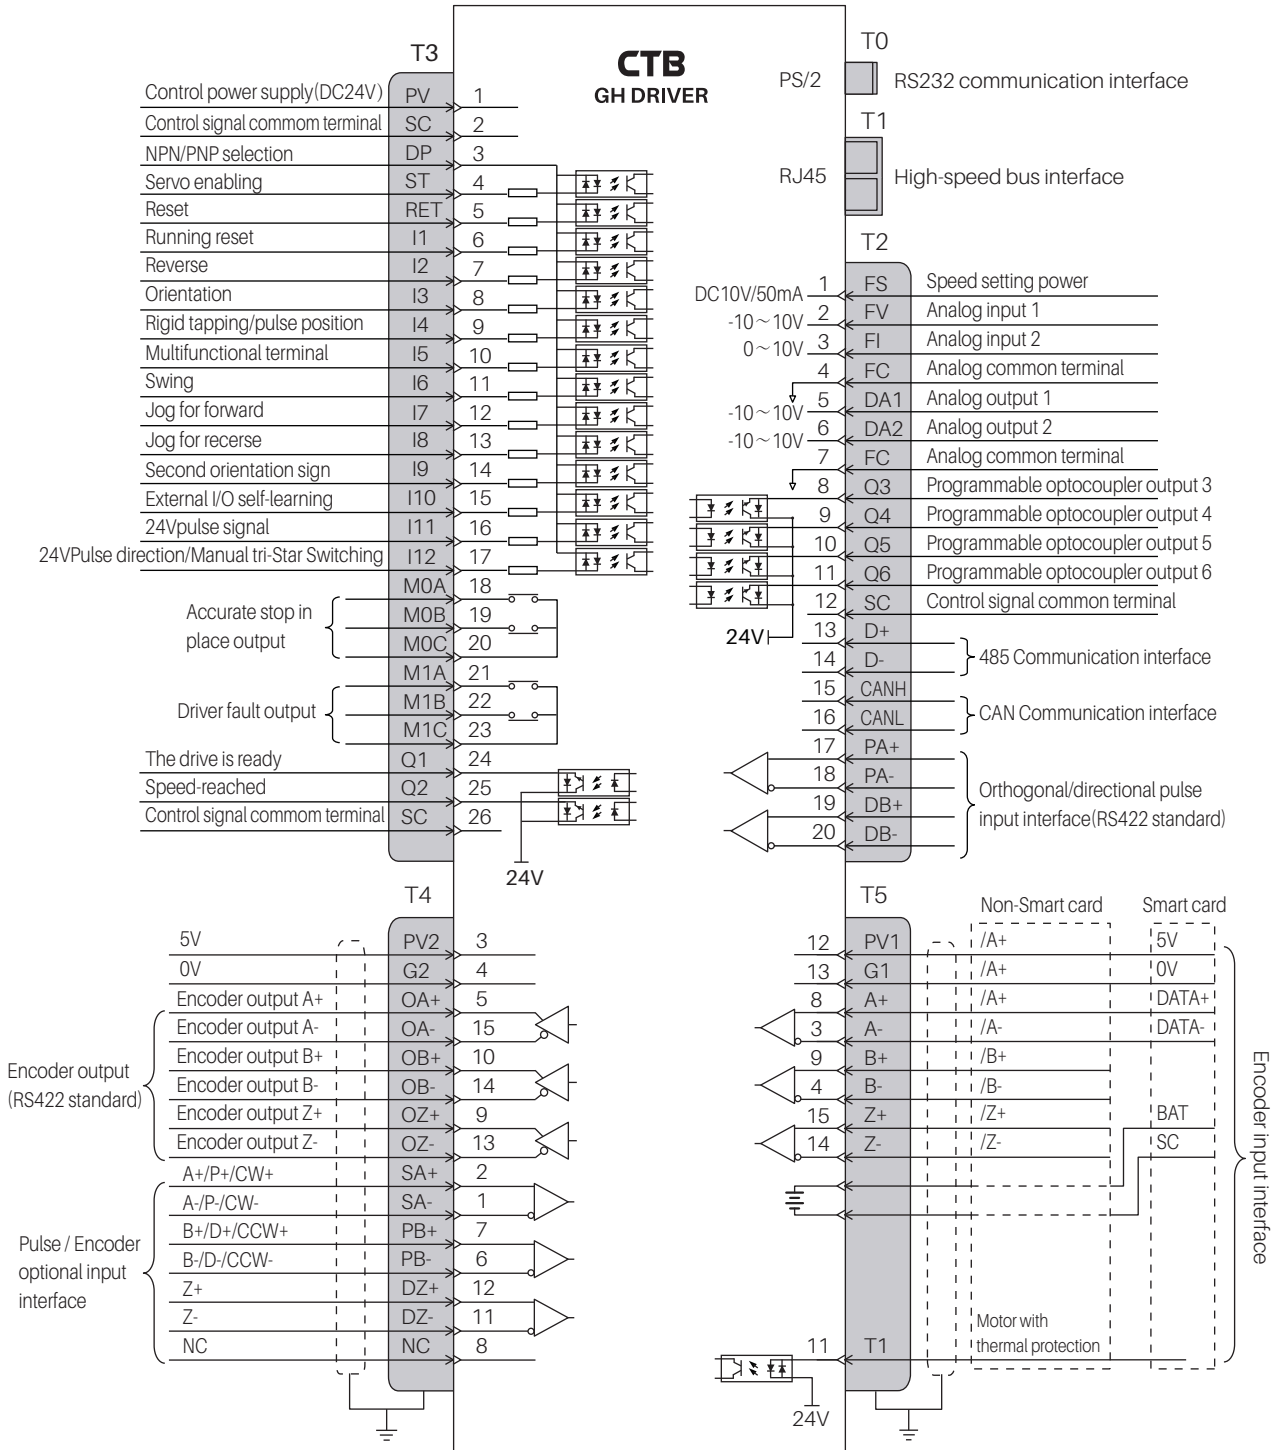 CTB
GH DRIVER
T3
Control power supply(DC24V) PV 1
Control signal commom terminal SC 2
NPN/PNP selection DP 3
Servo enabling ST 4
Reset RET 5
Running reset I1 6
Reverse I2 7
Orientation I3 8
Rigid tapping/pulse position I4 9
Multifunctional terminal I5 10
Swing I6 11
Jog for forward I7 12
Jog for recerse I8 13
Second orientation sign I9 14
External I/O self-learning I10 15
24Vpulse signal I11 16
24VPulse direction/Manual tri-Star Switching I12 17
Accurate stop in
place output
M0A 18
M0B 19
M0C 20
Driver fault output
M1A 21
M1B 22
M1C 23
The drive is ready Q1 24
Speed-reached Q2 25
Control signal commom terminal SC 26
24V
T0
PS/2 RS232 communication interface
T1
RJ45 High-speed bus interface
T2
DC10V/50mA 1 FS Speed setting power
-10～10V 2 FV Analog input 1
0～10V 3 FI Analog input 2
4 FC Analog common terminal
-10～10V 5 DA1 Analog output 1
-10～10V 6 DA2 Analog output 2
7 FC Analog common terminal
8 Q3 Programmable optocoupler output 3
9 Q4 Programmable optocoupler output 4
10 Q5 Programmable optocoupler output 5
11 Q6 Programmable optocoupler output 6
12 SC Control signal common terminal
24V
13 D+
14 D-
485 Communication interface
15 CANH
16 CANL
CAN Communication interface
17 PA+
18 PA-
19 DB+
20 DB-
Orthogonal/directional pulse
input interface(RS422 standard)
T4
5V PV2 3
0V G2 4
Encoder output
(RS422 standard)
Encoder output A+ OA+ 5
Encoder output A- OA- 15
Encoder output B+ OB+ 10
Encoder output B- OB- 14
Encoder output Z+ OZ+ 9
Encoder output Z- OZ- 13
Pulse / Encoder
optional input
interface
A+/P+/CW+ SA+ 2
A-/P-/CW- SA- 1
B+/D+/CCW+ PB+ 7
B-/D-/CCW- PB- 6
Z+ DZ+ 12
Z- DZ- 11
NC NC 8
T5
Non-Smart card Smart card
12 PV1 /A+ 5V
13 G1 /A+ 0V
8 A+ /A+ DATA+
3 A- /A- DATA-
9 B+ /B+
4 B- /B-
15 Z+ /Z+ BAT
14 Z- /Z- SC
Motor with
thermal protection
11 T1
24V
Encoder input interface